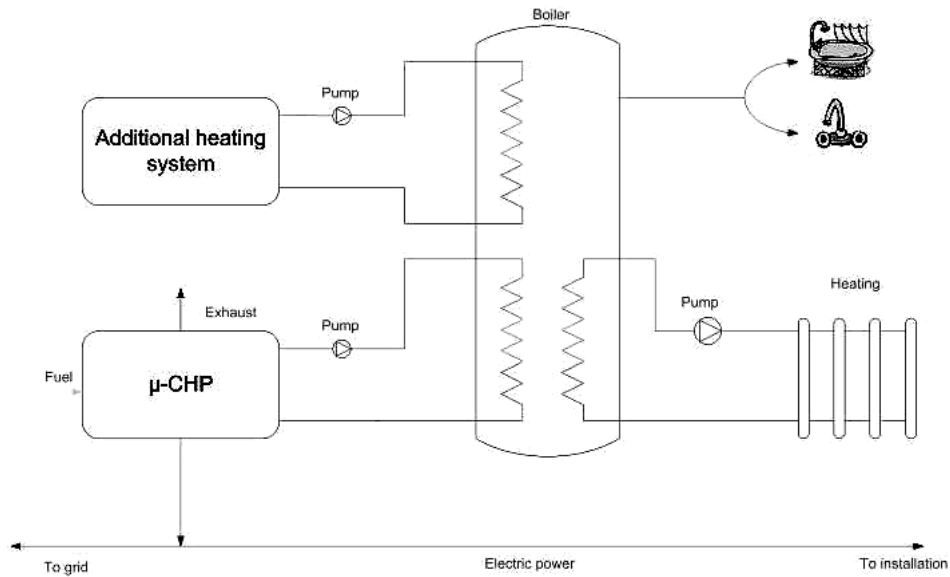 Boiler
Pump
Additional heating
system
Exhaust
Pump
Pump
Heating
Fuel
μ-CHP
To grid
Electric power
To installation